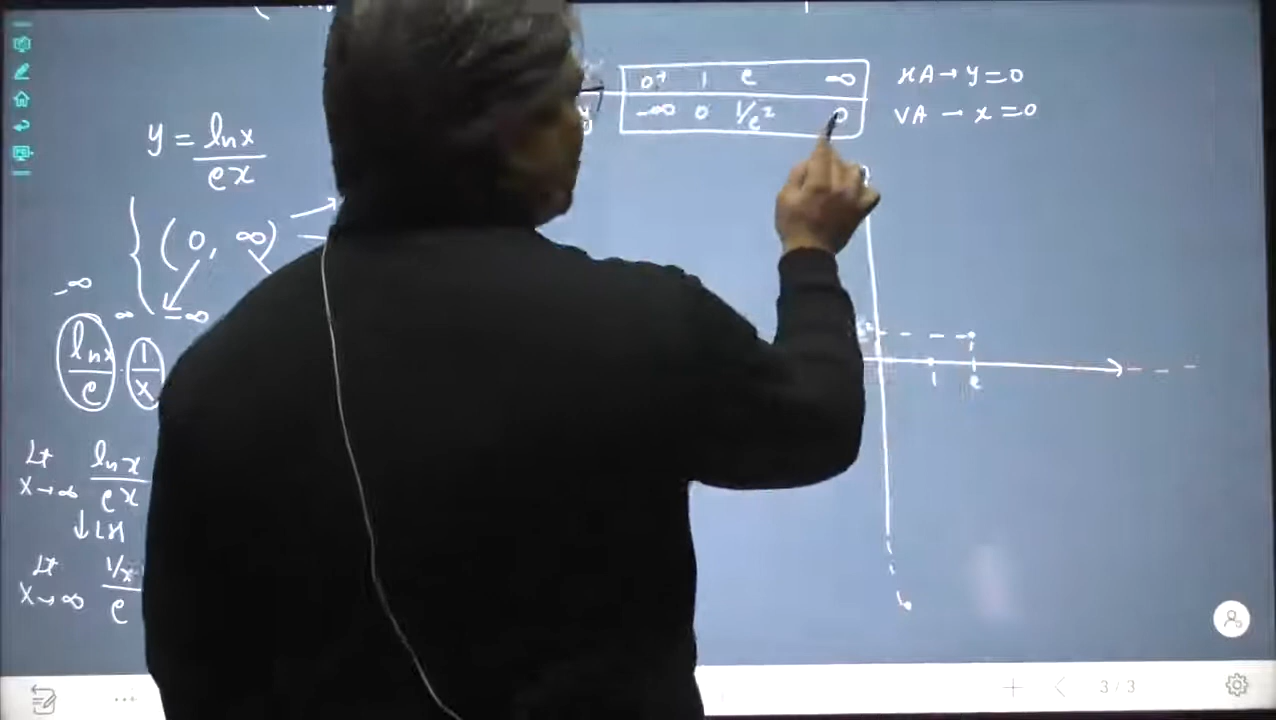 x 0+ 1 e ∞
y -∞ 0 1/e² 0
HA → y=0
VA → x=0
y = lnx/ex
(0, ∞)
-∞
∞ -∞
lnx/e · 1/x
Lt x→∞ lnx/ex
↓ LH
Lt x→∞ 1/x/e
1 e
3/3